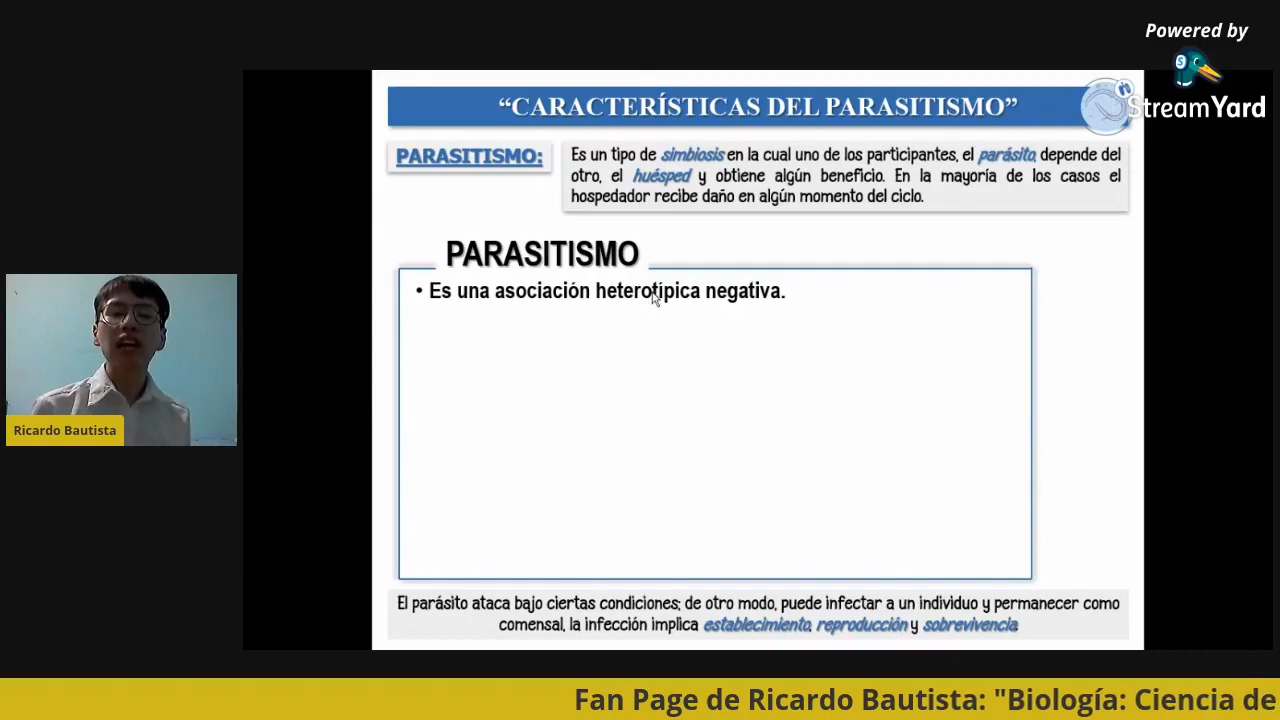 Powered by
StreamYard
“CARACTERÍSTICAS DEL PARASITISMO”
PARASITISMO:
Es un tipo de simbiosis en la cual uno de los participantes, el parásito, depende del
otro, el huésped y obtiene algún beneficio. En la mayoría de los casos el
hospedador recibe daño en algún momento del ciclo.
PARASITISMO
• Es una asociación heterotípica negativa.
Ricardo Bautista
El parásito ataca bajo ciertas condiciones; de otro modo, puede infectar a un individuo y permanecer como
comensal, la infección implica establecimiento, reproducción y sobrevivencia.
Fan Page de Ricardo Bautista: "Biología: Ciencia de